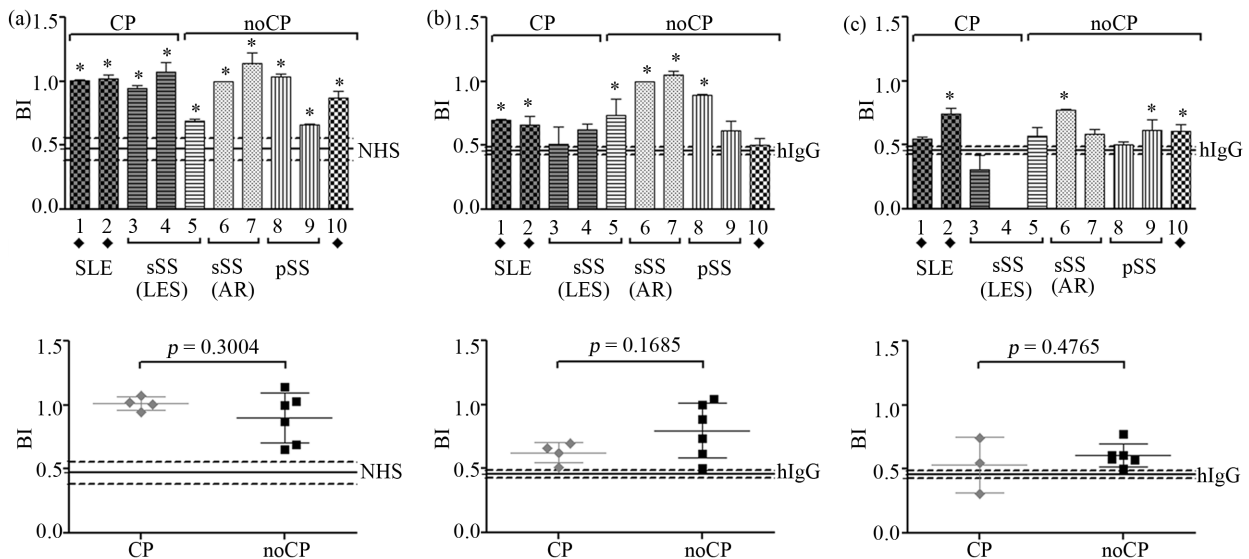 (a)
CP
noCP
1.5
1.0
0.5
0.0
BI
* * * * * * * * * *
NHS
1 2 3 4 5 6 7 8 9 10
SLE
sSS
(LES)
sSS
(AR)
pSS
(b)
CP
noCP
1.5
1.0
0.5
0.0
BI
* * * * * *
hIgG
1 2 3 4 5 6 7 8 9 10
SLE
sSS
(LES)
sSS
(AR)
pSS
(c)
CP
noCP
1.5
1.0
0.5
0.0
BI
* * * *
hIgG
1 2 3 4 5 6 7 8 9 10
SLE
sSS
(LES)
sSS
(AR)
pSS
1.5
1.0
0.5
0.0
BI
p = 0.3004
NHS
CP
noCP
1.5
1.0
0.5
0.0
BI
p = 0.1685
hIgG
CP
noCP
1.5
1.0
0.5
0.0
BI
p = 0.4765
hIgG
CP
noCP